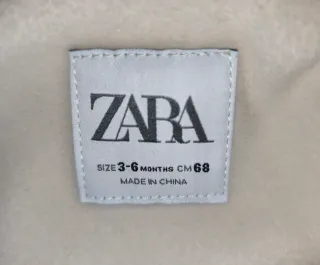 ZARA
SIZE 3-6 MONTHS CM 68
MADE IN CHINA